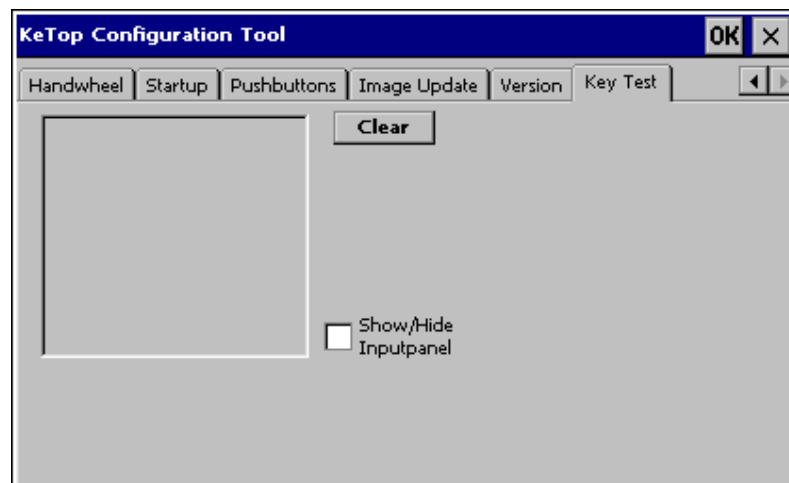 KeTop Configuration Tool OK
Handwheel Startup Pushbuttons Image Update Version Key Test
Clear
Show/Hide
Inputpanel